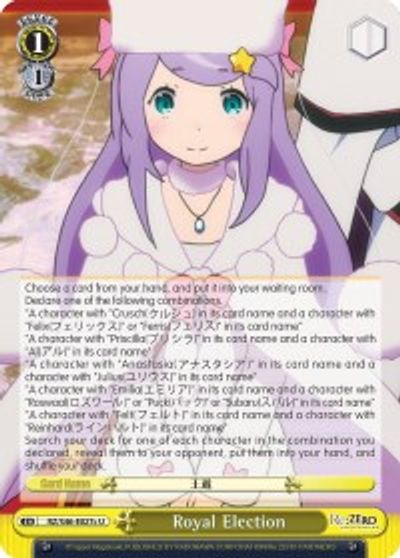 1
1
Choose a card from your hand, and put it into your waiting room.
Declare one of the following combinations.
"A character with "Crusch(クルシュ)" in its card name and a character with
"Felix(フェリックス)" or "Ferris(フェリス)" in its card name"
"A character with "Priscilla(プリシラ)" in its card name and a character with
"Al(アル)" in its card name"
"A character with "Anastasia(アナスタシア)" in its card name and a
character with "Julius(ユリウス)" in its card name"
"A character with "Emilia(エミリア)" in its card name and a character with
"Roswaal(ロズワール)" or "Puck(パック)" or "Subaru(スバル)" in its card name"
"A character with "Felt(フェルト)" in its card name and a character with
"Reinhard(ラインハルト)" in its card name"
Search your deck for one of each character in the combination you
declared, reveal them to your opponent, put them into your hand, and
shuffle your deck.
Card Name
Royal Election
Re:ZERO